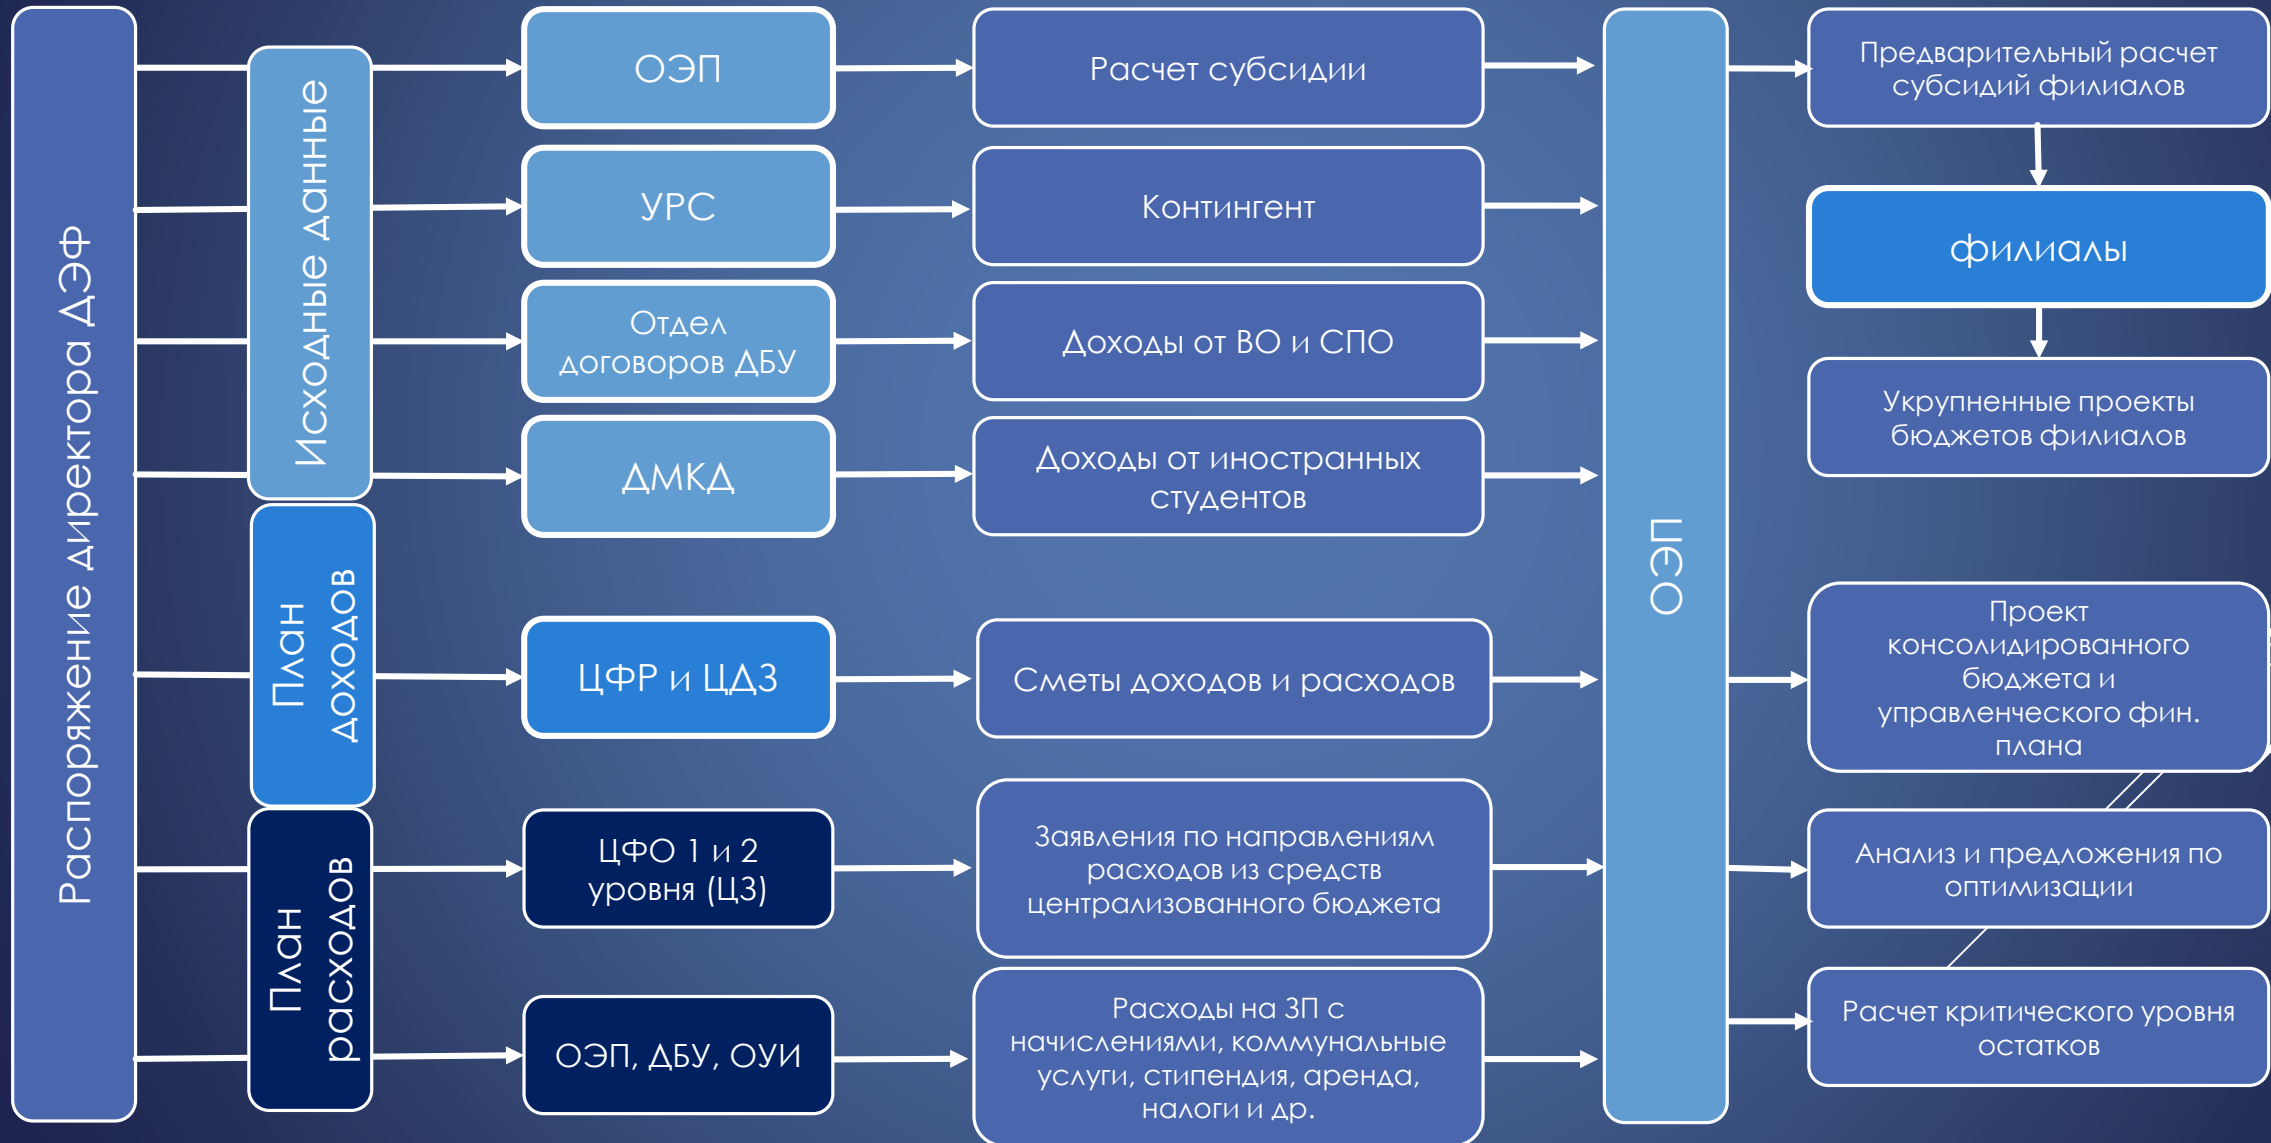 Распоряжение директора ДЭФ
Исходные данные
План
доходов
План
расходов
ОЭП
УРС
Отдел
договоров ДБУ
ДМКД
ЦФР и ЦДЗ
ЦФО 1 и 2
уровня (ЦЗ)
ОЭП, ДБУ, ОУИ
Расчет субсидии
Контингент
Доходы от ВО и СПО
Доходы от иностранных
студентов
Сметы доходов и расходов
Заявления по направлениям
расходов из средств
централизованного бюджета
Расходы на ЗП с
начислениями, коммунальные
услуги, стипендия, аренда,
налоги и др.
ПЭО
Предварительный расчет
субсидий филиалов
филиалы
Укрупненные проекты
бюджетов филиалов
Проект
консолидированного
бюджета и
управленческого фин.
плана
Анализ и предложения по
оптимизации
Расчет критического уровня
остатков